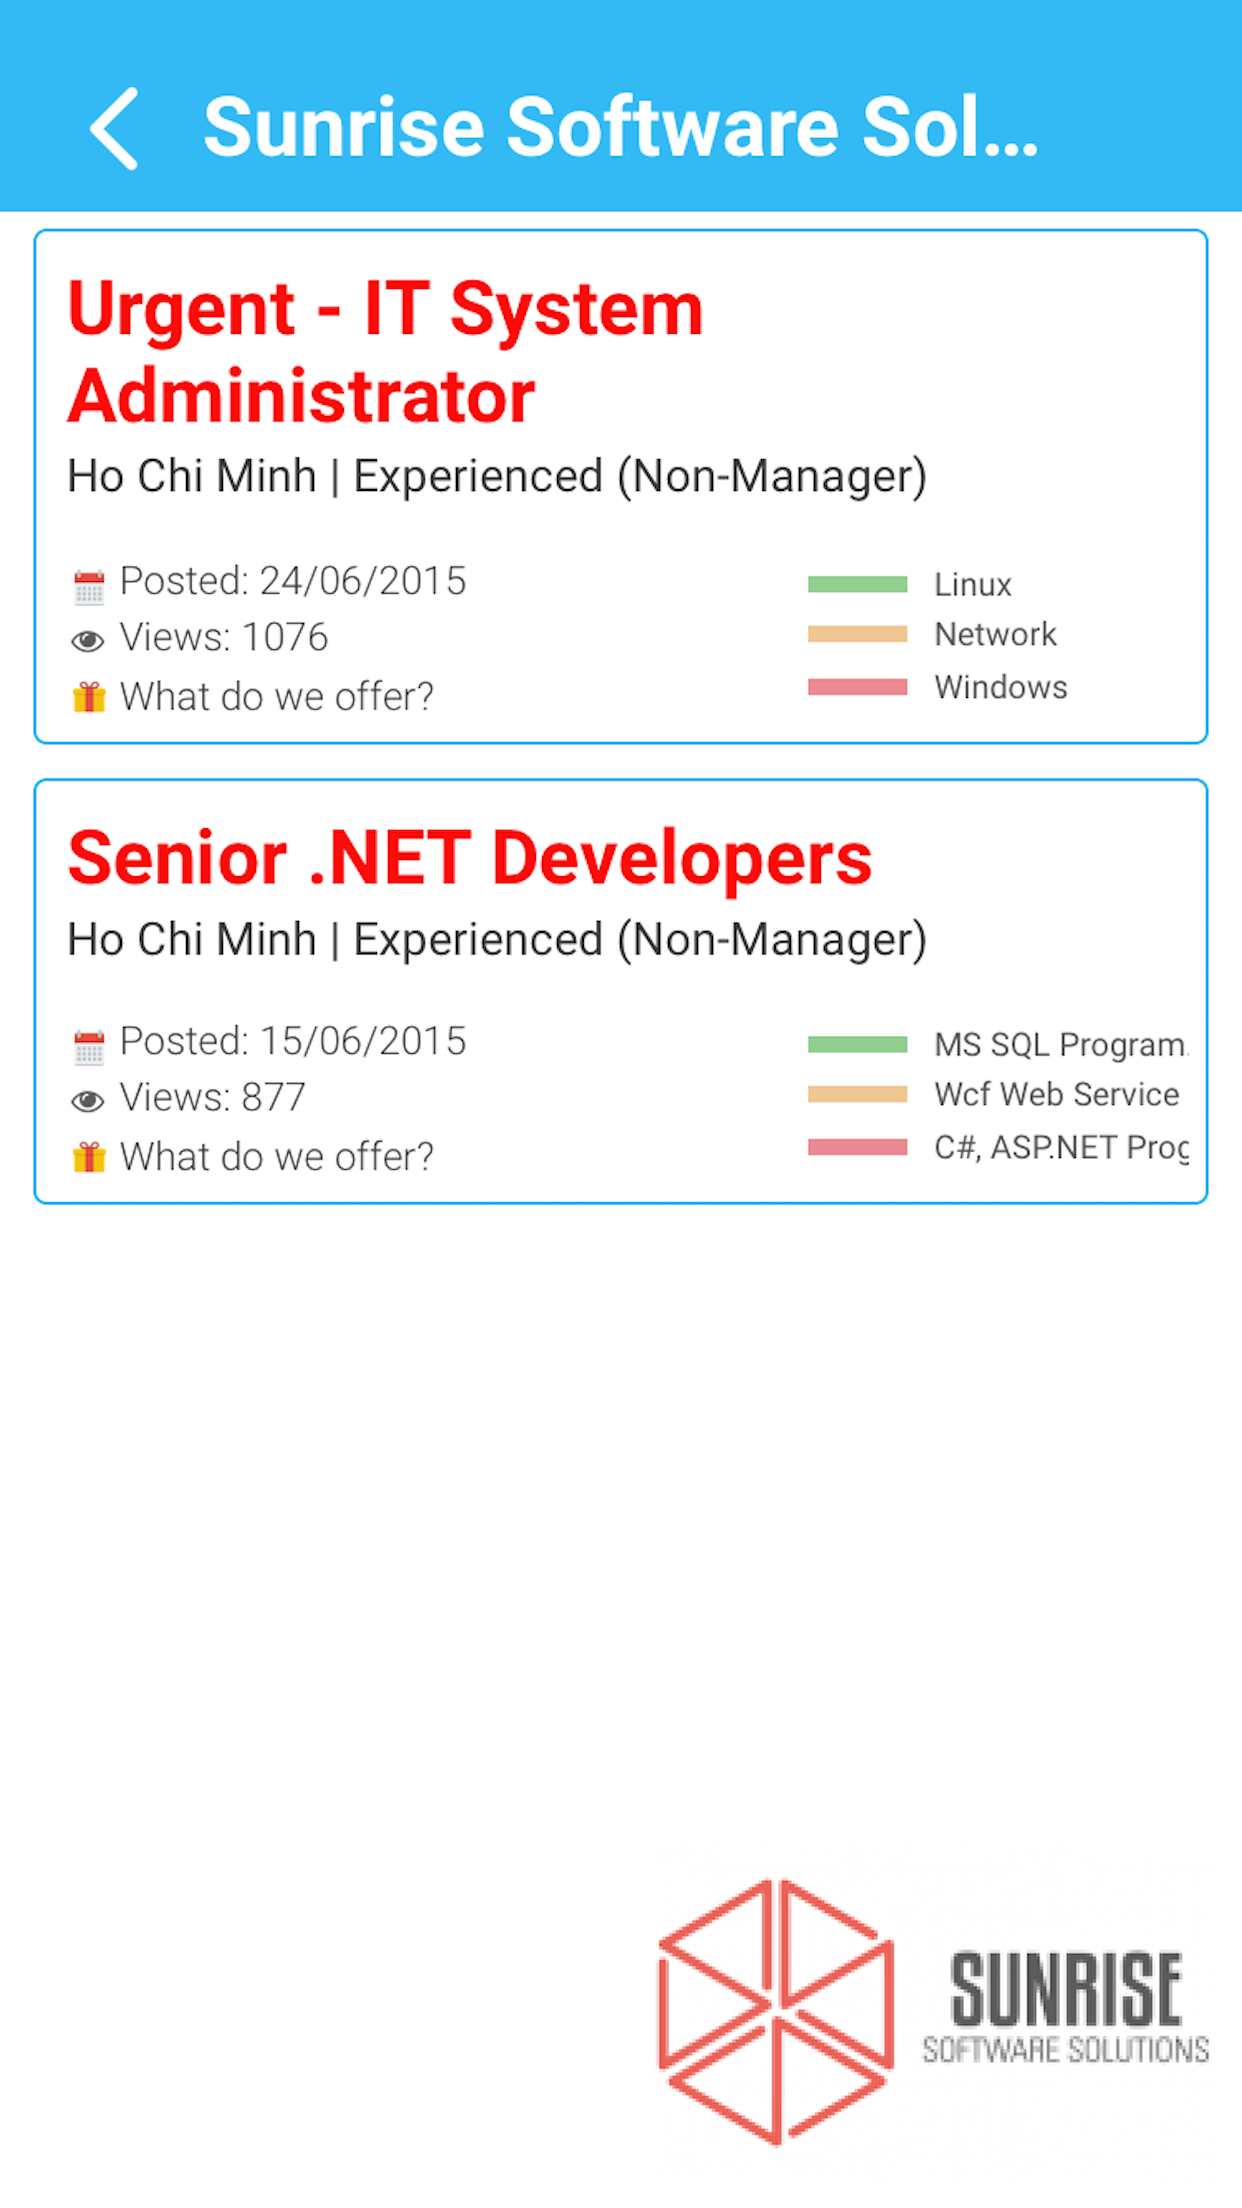 Sunrise Software Sol...
Urgent - IT System
Administrator
Ho Chi Minh | Experienced (Non-Manager)
Posted: 24/06/2015
Linux
Views: 1076
Network
What do we offer?
Windows
Senior .NET Developers
Ho Chi Minh | Experienced (Non-Manager)
Posted: 15/06/2015
MS SQL Program.
Views: 877
Wcf Web Service
What do we offer?
C#, ASP.NET Prog
SUNRISE
SOFTWARE SOLUTIONS